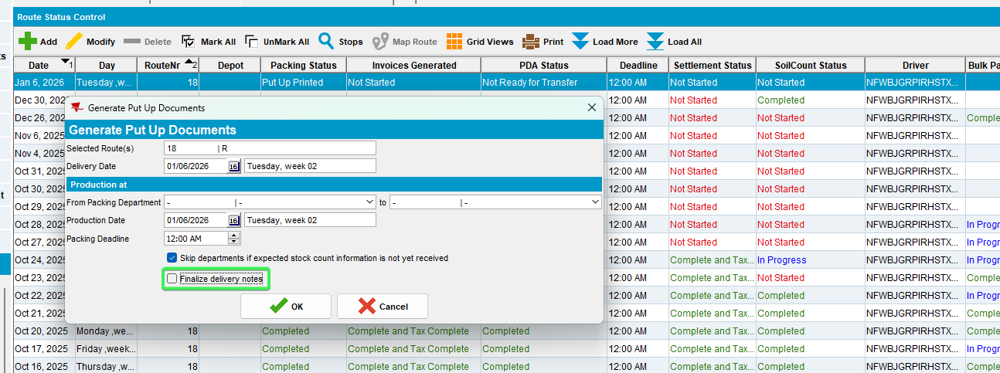 Route Status Control
Add Modify Delete Mark All UnMark All Stops Map Route Grid Views Print Load More Load All
Date 1 Day RouteNr 2 Depot Packing Status Invoices Generated PDA Status Deadline Settlement Status SoilCount Status Driver Bulk Pa
Jan 6, 2026 Tuesday ,w... 18 Put Up Printed Not Started Not Ready for Transfer 12:00 AM Not Started Not Started NFWBJGRPIRHSTX...
Dec 30, 202 12:00 AM Not Started Completed NFWBJGRPIRHSTX...
Dec 26, 202 12:00 AM Not Started Not Started NFWBJGRPIRHSTX... Comple
Nov 6, 2025 12:00 AM Not Started Not Started NFWBJGRPIRHSTX...
Nov 4, 2025 12:00 AM Not Started Not Started NFWBJGRPIRHSTX...
Oct 31, 2025 12:00 AM Not Started Not Started NFWBJGRPIRHSTX...
Oct 30, 2025 12:00 AM Not Started Not Started NFWBJGRPIRHSTX...
Oct 29, 2025 12:00 AM Not Started Not Started NFWBJGRPIRHSTX...
Oct 28, 2025 12:00 AM Not Started Not Started NFWBJGRPIRHSTX... In Progr
Oct 27, 2025 12:00 AM Not Started Not Started NFWBJGRPIRHSTX...
Oct 24, 2025 12:00 AM Complete and Tax... In Progress NFWBJGRPIRHSTX... In Progr
Oct 23, 2025 12:00 AM Complete and Tax... Not Started NFWBJGRPIRHSTX... Comple
Oct 22, 2025 12:00 AM Complete and Tax... Completed NFWBJGRPIRHSTX... In Progr
Oct 21, 2025 12:00 AM Complete and Tax... Completed NFWBJGRPIRHSTX... Comple
Oct 20, 2025 Monday ,we... 18 Completed Complete and Tax Complete Completed 12:00 AM Complete and Tax... Completed NFWBJGRPIRHSTX... Comple
Oct 17, 2025 Friday ,week... 18 Completed Complete and Tax Complete Completed 12:00 AM Complete and Tax... Completed NFWBJGRPIRHSTX... In Progr
Oct 16, 2025 Thursday ,w... 18 Completed Complete and Tax Complete Completed 12:00 AM Complete and Tax... Completed NFWBJGRPIRHSTX... Comple
Generate Put Up Documents
Generate Put Up Documents
Selected Route(s) 18 | R
Delivery Date 01/06/2026 16 Tuesday, week 02
Production at
From Packing Department - | - to - | -
Production Date 01/06/2026 16 Tuesday, week 02
Packing Deadline 12:00 AM
Skip departments if expected stock count information is not yet received
Finalize delivery notes
OK Cancel